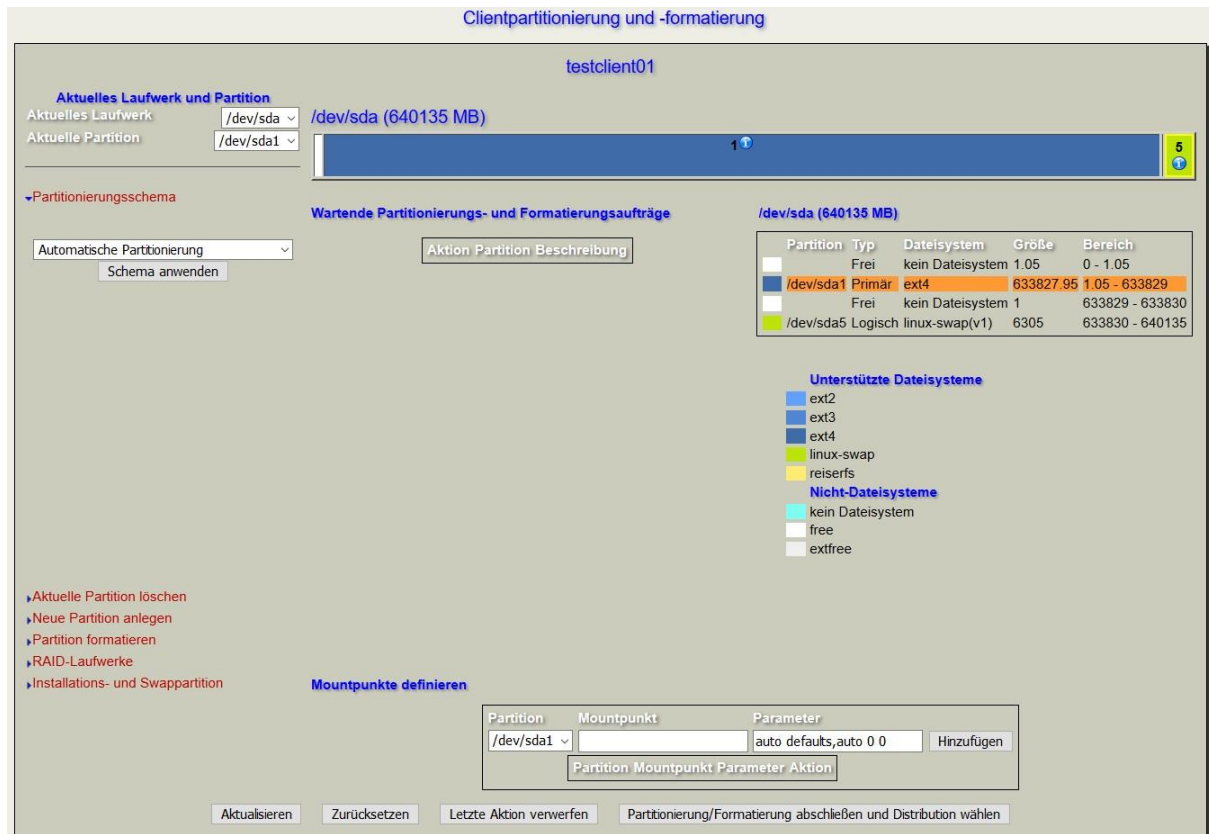 Clientpartitionierung und -formatierung
testclient01
Aktuelles Laufwerk und Partition
Aktuelles Laufwerk /dev/sda
Aktuelle Partition /dev/sda1
/dev/sda (640135 MB)
1
5
Partitionierungsschema
Automatische Partitionierung
Schema anwenden
Wartende Partitionierungs- und Formatierungsaufträge
Aktion Partition Beschreibung
/dev/sda (640135 MB)
Partition Typ Dateisystem Größe Bereich
Frei kein Dateisystem 1.05 0 - 1.05
/dev/sda1 Primär ext4 633827.95 1.05 - 633829
Frei kein Dateisystem 1 633829 - 633830
/dev/sda5 Logisch linux-swap(v1) 6305 633830 - 640135
Unterstützte Dateisysteme
ext2
ext3
ext4
linux-swap
reiserfs
Nicht-Dateisysteme
kein Dateisystem
free
extfree
Aktuelle Partition löschen
Neue Partition anlegen
Partition formatieren
RAID-Laufwerke
Installations- und Swappartition
Mountpunkte definieren
Partition Mountpunkt Parameter
/dev/sda1 auto defaults,auto 0 0 Hinzufügen
Partition Mountpunkt Parameter Aktion
Aktualisieren Zurücksetzen Letzte Aktion verwerfen Partitionierung/Formatierung abschließen und Distribution wählen